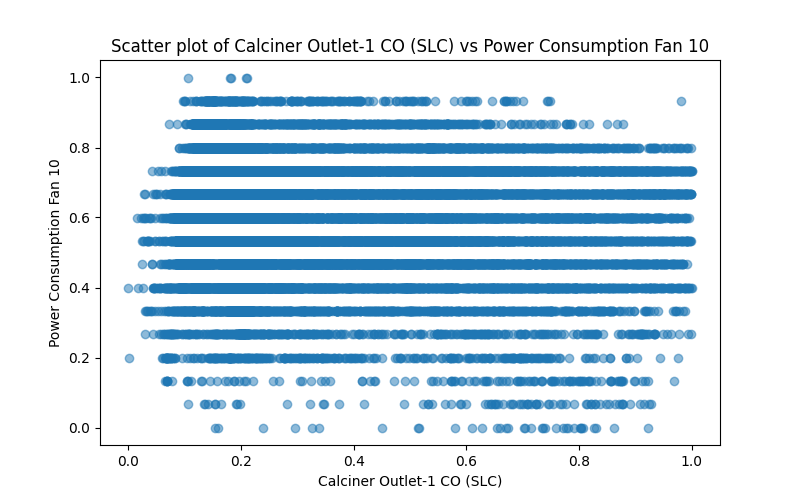 Scatter plot of Calciner Outlet-1 CO (SLC) vs Power Consumption Fan 10
1.0
0.8
0.6
0.4
0.2
0.0
Power Consumption Fan 10
0.0 0.2 0.4 0.6 0.8 1.0
Calciner Outlet-1 CO (SLC)